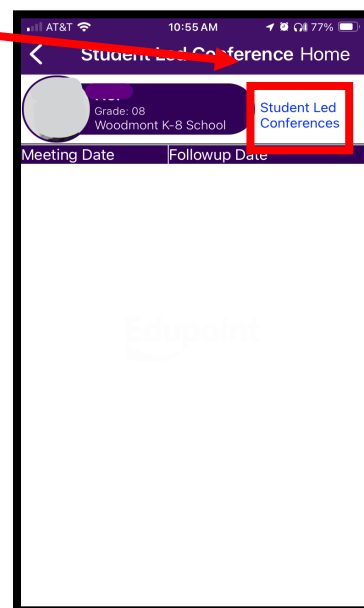 AT&T 10:55 AM 77%
Student Led Conference Home
Grade: 08
Woodmont K-8 School
Student Led
Conferences
Meeting Date Followup Date
Edupoint